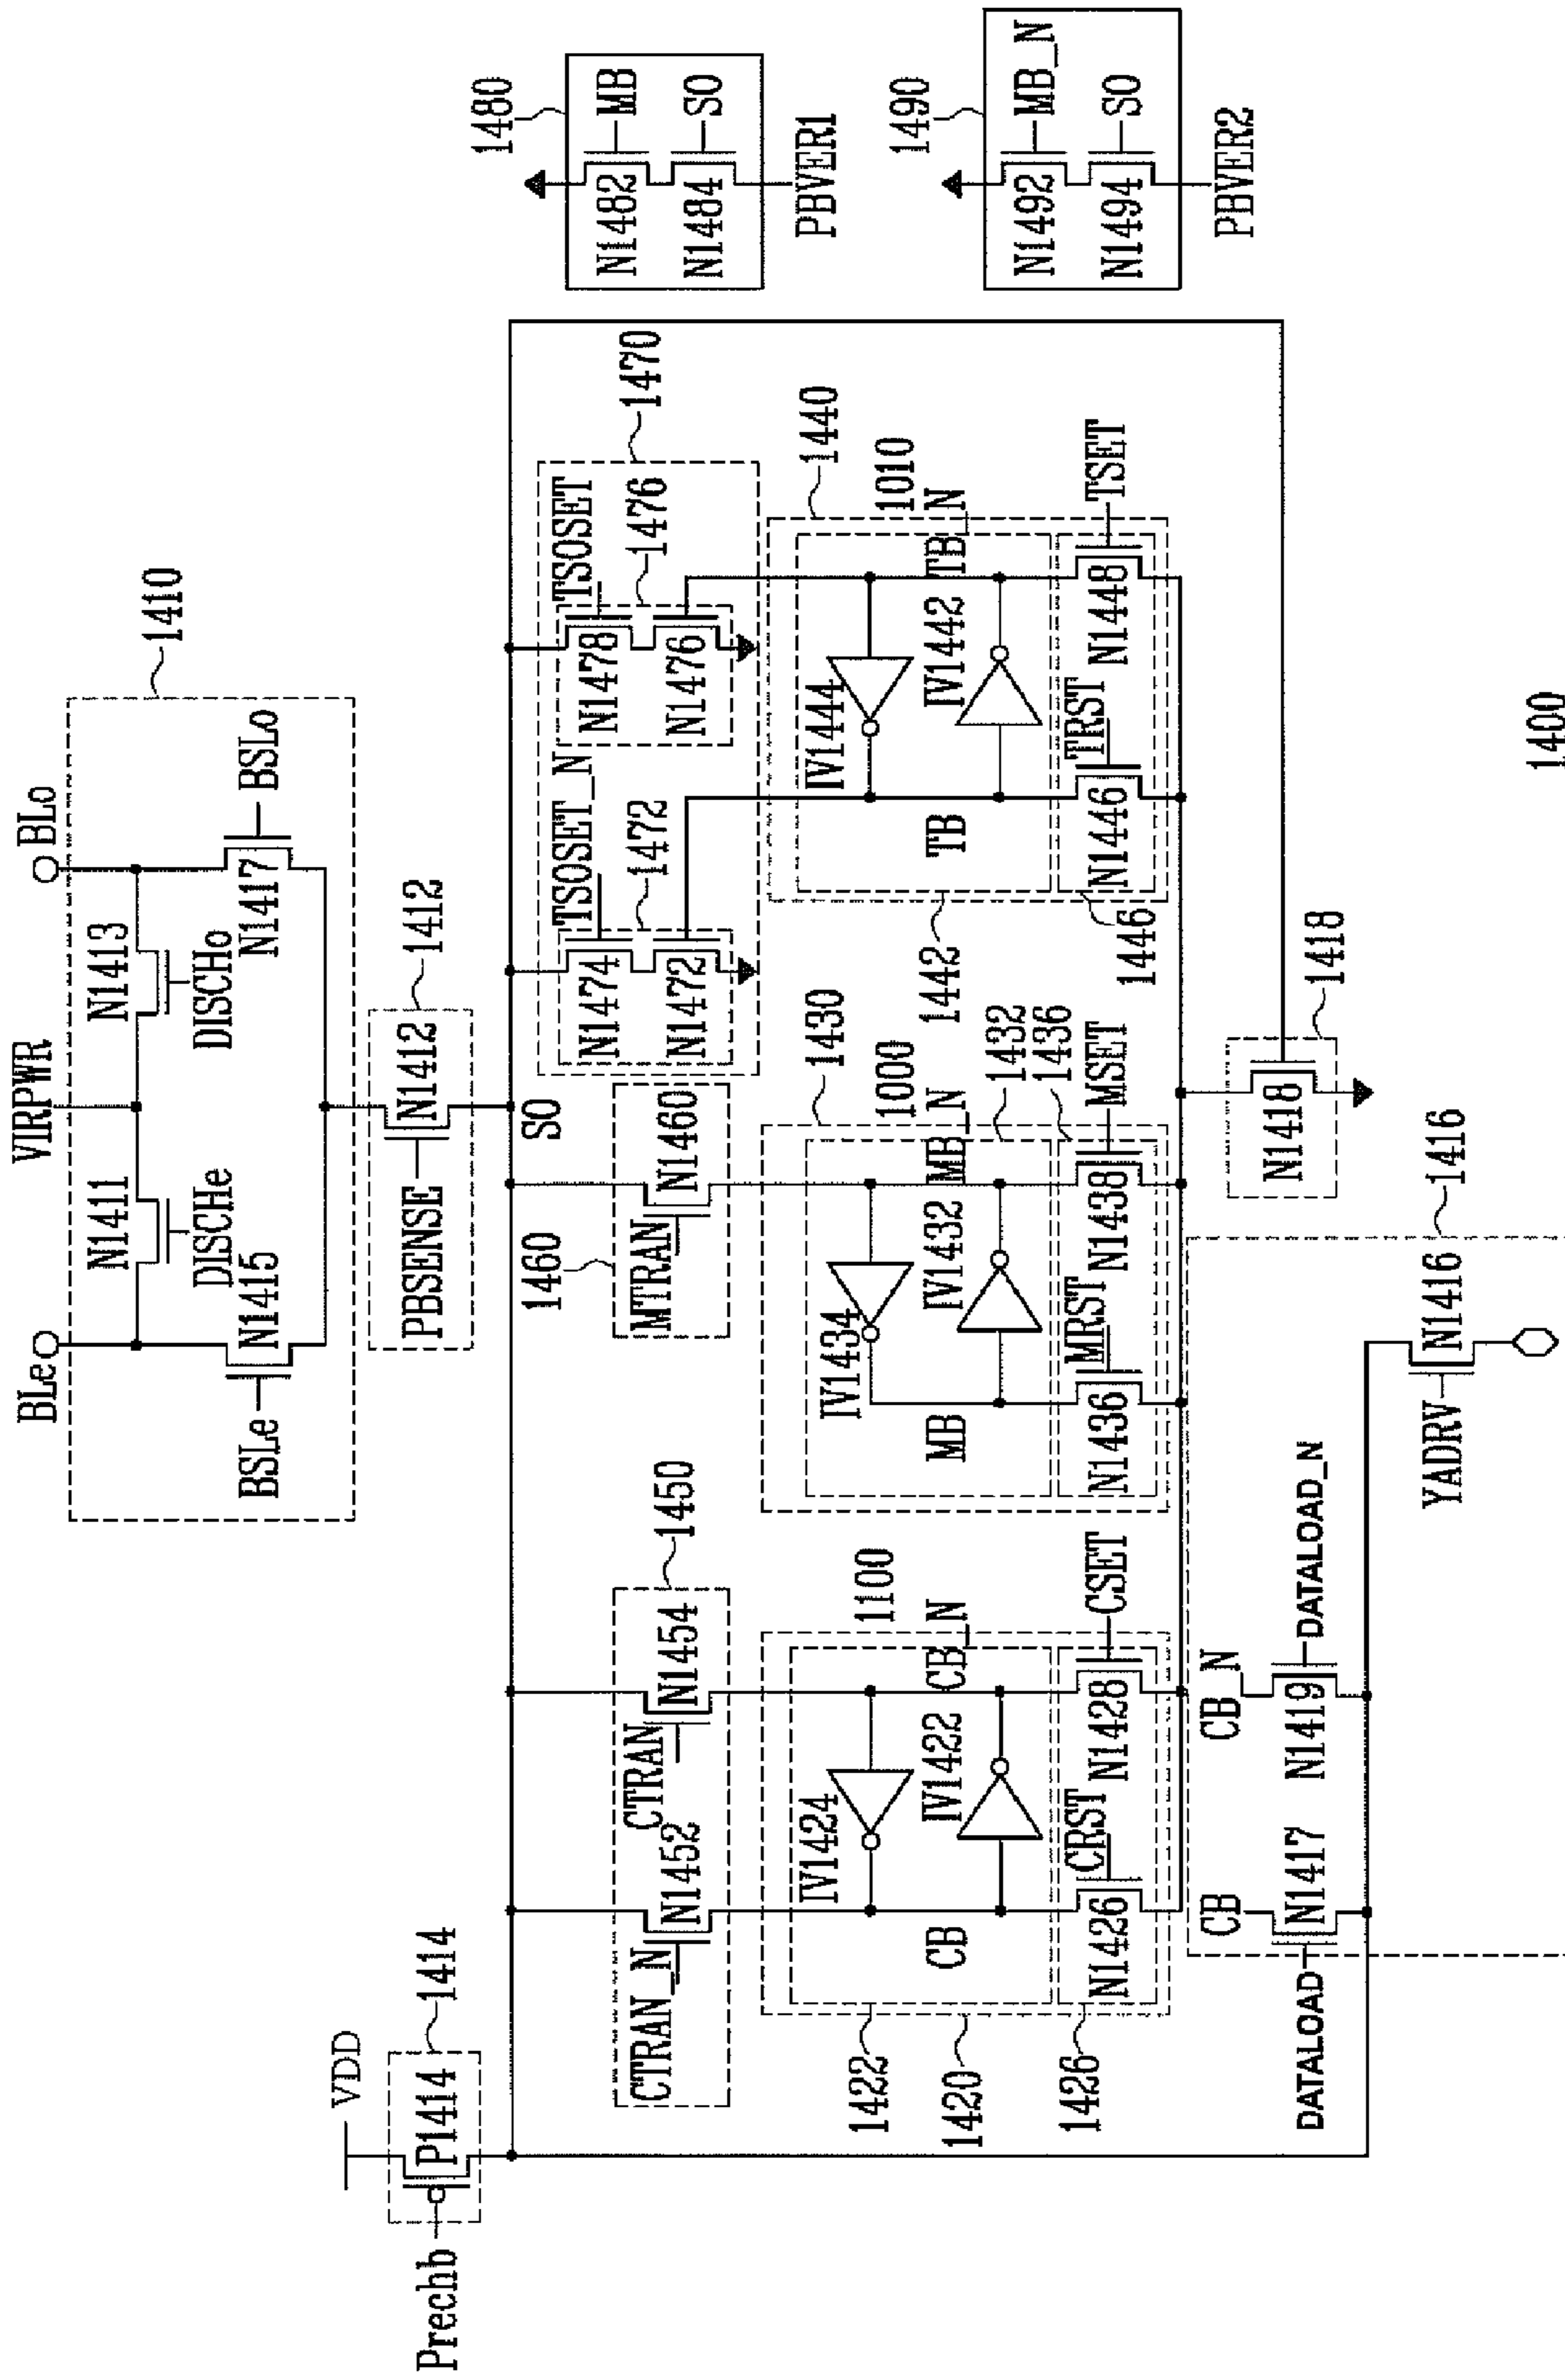 VIRPWR
BLe
BLo
1410
N1411
N1413
DISCHe
DISCHo
BSLe
N1415
N1417
BSLo
VDD
Prechb
P1414
1414
PBSENSE
N1412
1412
SO
1480
N1482
MB
N1484
SO
PBVER1
1490
N1492
MB_N
N1494
SO
PBVER2
CTRAN_N
N1452
CTRAN
N1454
1450
1460
MTRAN
N1460
N1474
TSOSET_N
N1472
1472
N1478
TSOSET
N1476
1476
1470
1422
1420
1426
IV1424
1100
CB
IV1422
CB_N
N1426
CRST
N1428
CSET
1430
IV1434
1000
MB
IV1432
MB_N
1432
1436
N1436
MRST
N1438
MSET
1440
IV1444
1010
TB
IV1442
TB_N
1442
1446
N1446
TRST
N1448
TSET
CB
CB_N
DATALOAD
N1417
N1419
DATALOAD_N
N1418
1418
1416
YADRV
N1416
1400